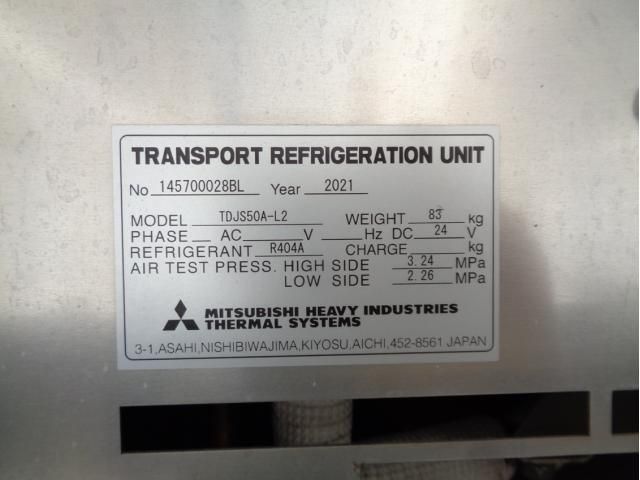 TRANSPORT REFRIGERATION UNIT
No 145700028BL Year 2021
MODEL TDJS50A-L2 WEIGHT 83 kg
PHASE AC V Hz DC 24 V
REFRIGERANT R404A CHARGE kg
AIR TEST PRESS. HIGH SIDE 3.24 MPa
LOW SIDE 2.26 MPa
MITSUBISHI HEAVY INDUSTRIES
THERMAL SYSTEMS
3-1,ASAHI,NISHIBIWAJIMA,KIYOSU,AICHI,452-8561 JAPAN